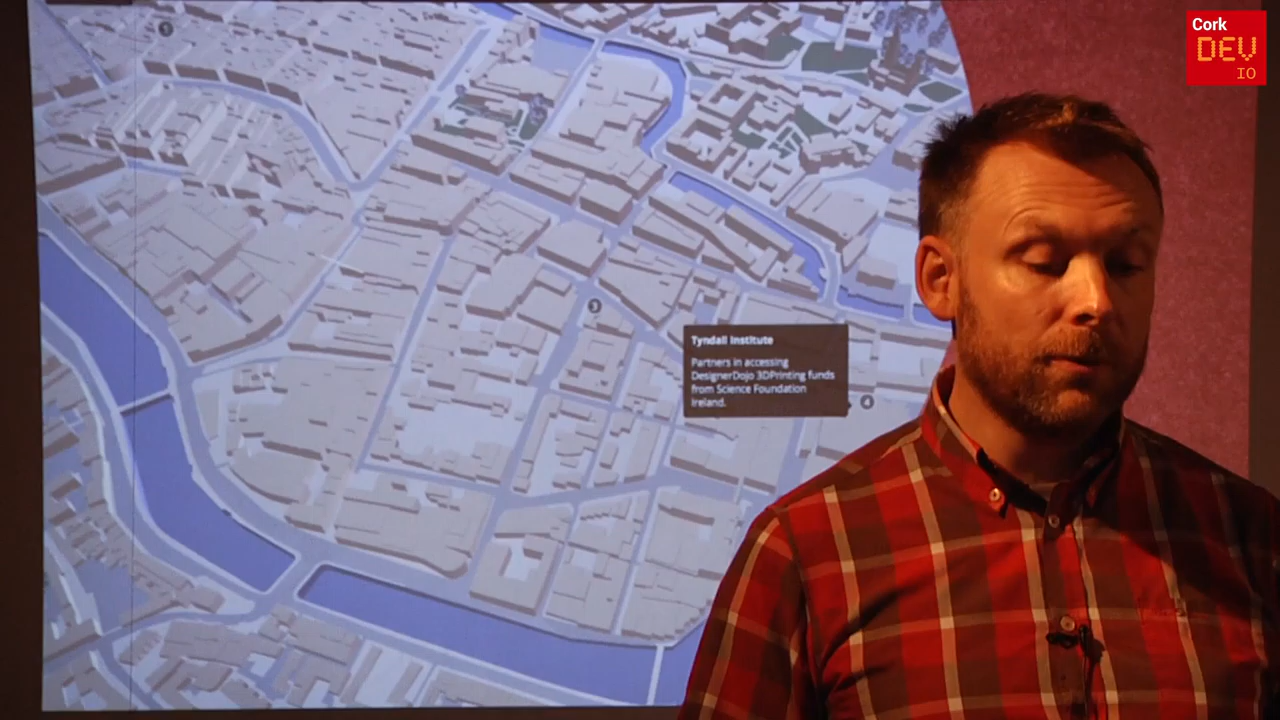 Cork
DEV
IO
3
Tyndall Institute
Partners in accessing
DesignerDojo 3DPrinting funds
from Science Foundation
Ireland.
4